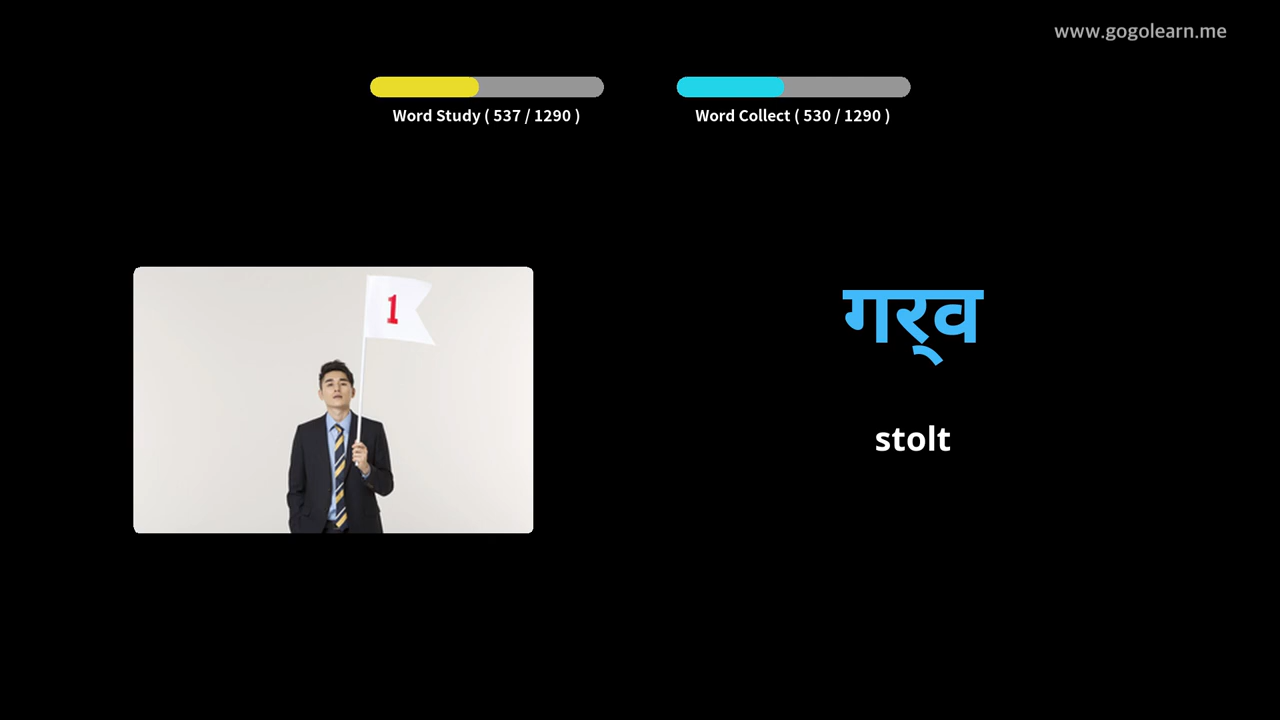 www.gogolearn.me
Word Study ( 537 / 1290 )
Word Collect ( 530 / 1290 )
1
गर्‌व
stolt